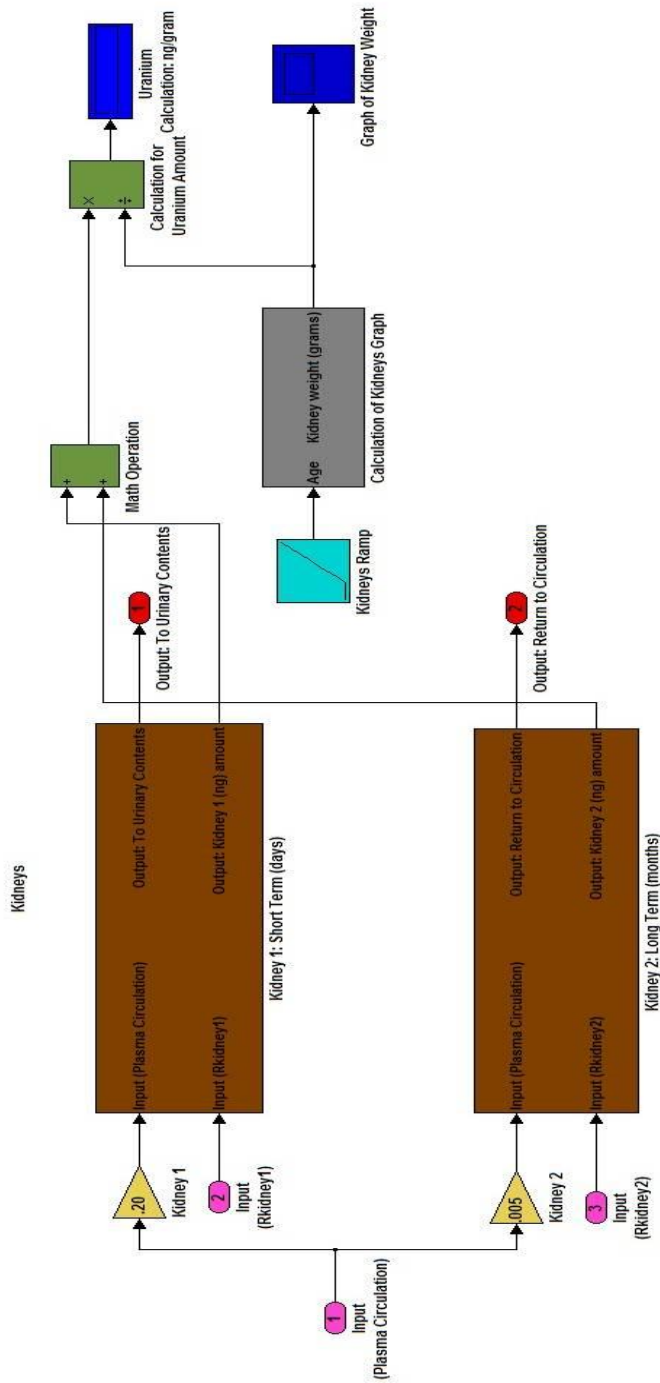 Kidneys
1
Input
(Plasma Circulation)
.20
Kidney 1
2
Input
(Rkidney1)
Input (Plasma Circulation)
Output: To Urinary Contents
Input (Rkidney1)
Output: Kidney 1 (ng) amount
Kidney 1: Short Term (days)
1
Output: To Urinary Contents
.005
Kidney 2
3
Input
(Rkidney2)
Input (Plasma Circulation)
Output: Return to Circulation
Input (Rkidney2)
Output: Kidney 2 (ng) amount
Kidney 2: Long Term (months)
2
Output: Return to Circulation
+
+
Math Operation
Kidneys Ramp
Age
Kidney weight (grams)
Calculation of Kidneys Graph
×
÷
Calculation for
Uranium Amount
Uranium
Calculation: ng/gram
Graph of Kidney Weight